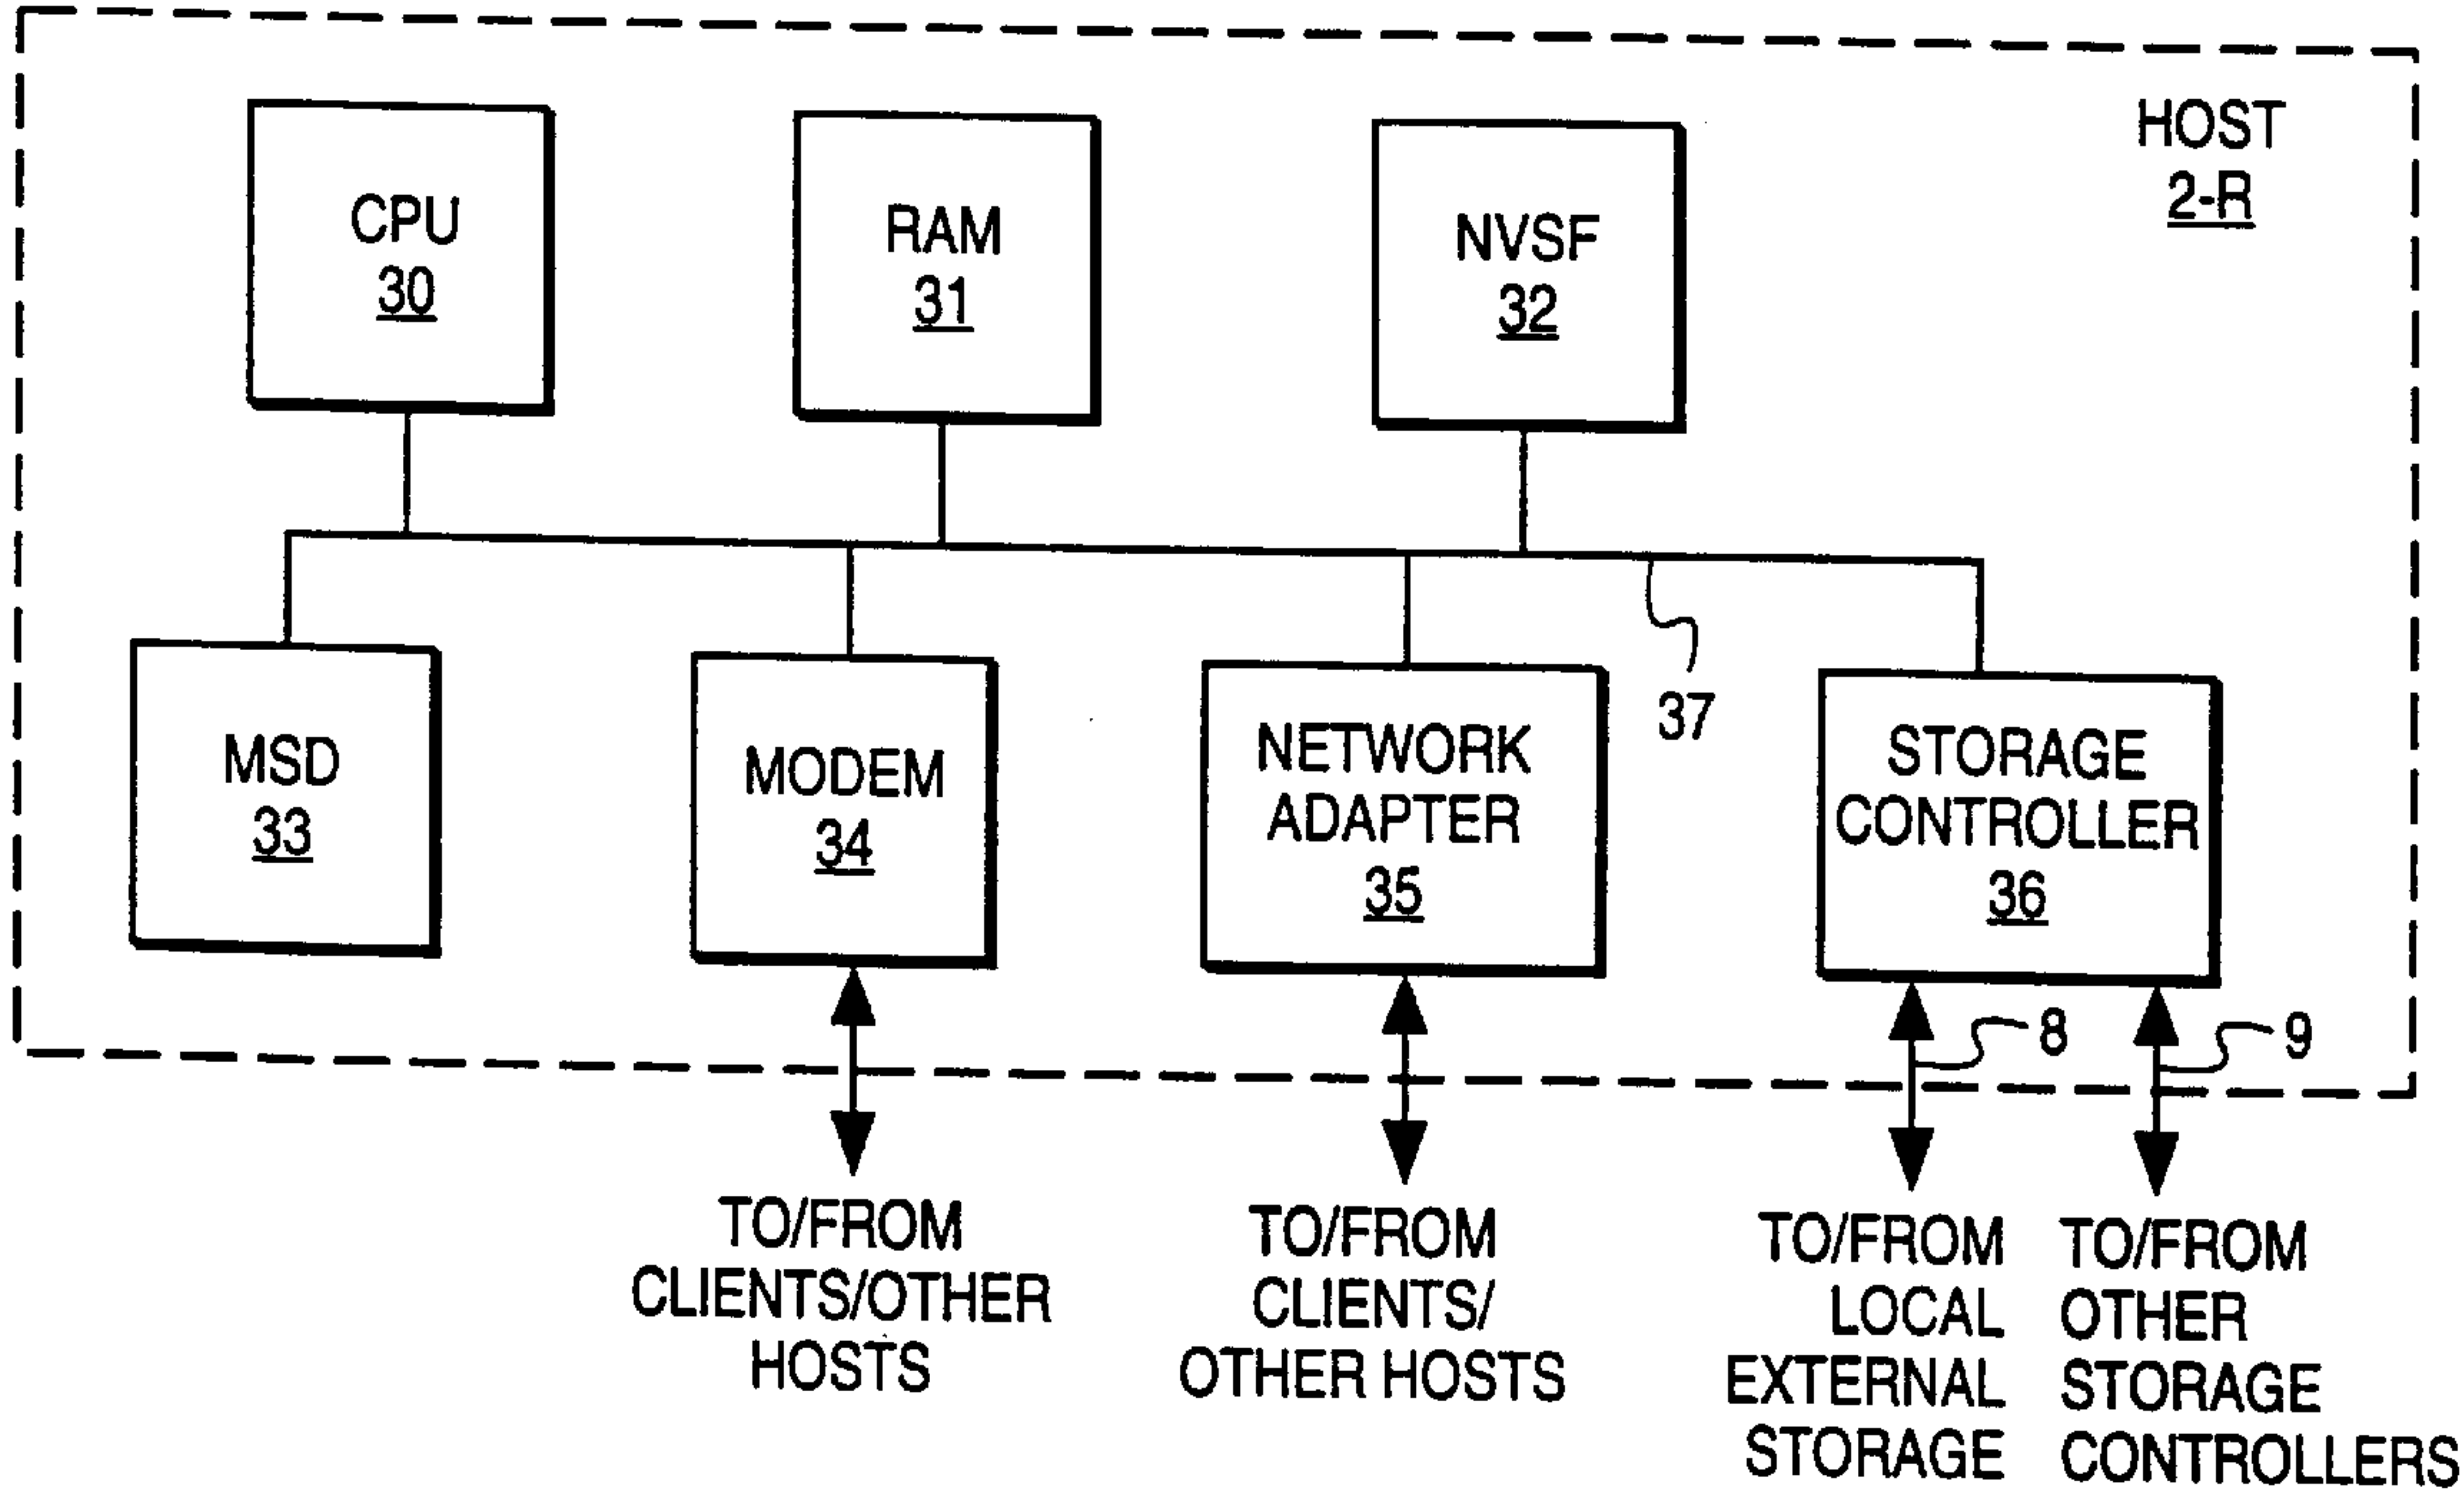 HOST
2-R
CPU
30
RAM
31
NVSF
32
MSD
33
MODEM
34
NETWORK
ADAPTER
35
STORAGE
CONTROLLER
36
37
8
9
TO/FROM
CLIENTS/OTHER
HOSTS
TO/FROM
CLIENTS/
OTHER HOSTS
TO/FROM
LOCAL
EXTERNAL
STORAGE
TO/FROM
OTHER
STORAGE
CONTROLLERS